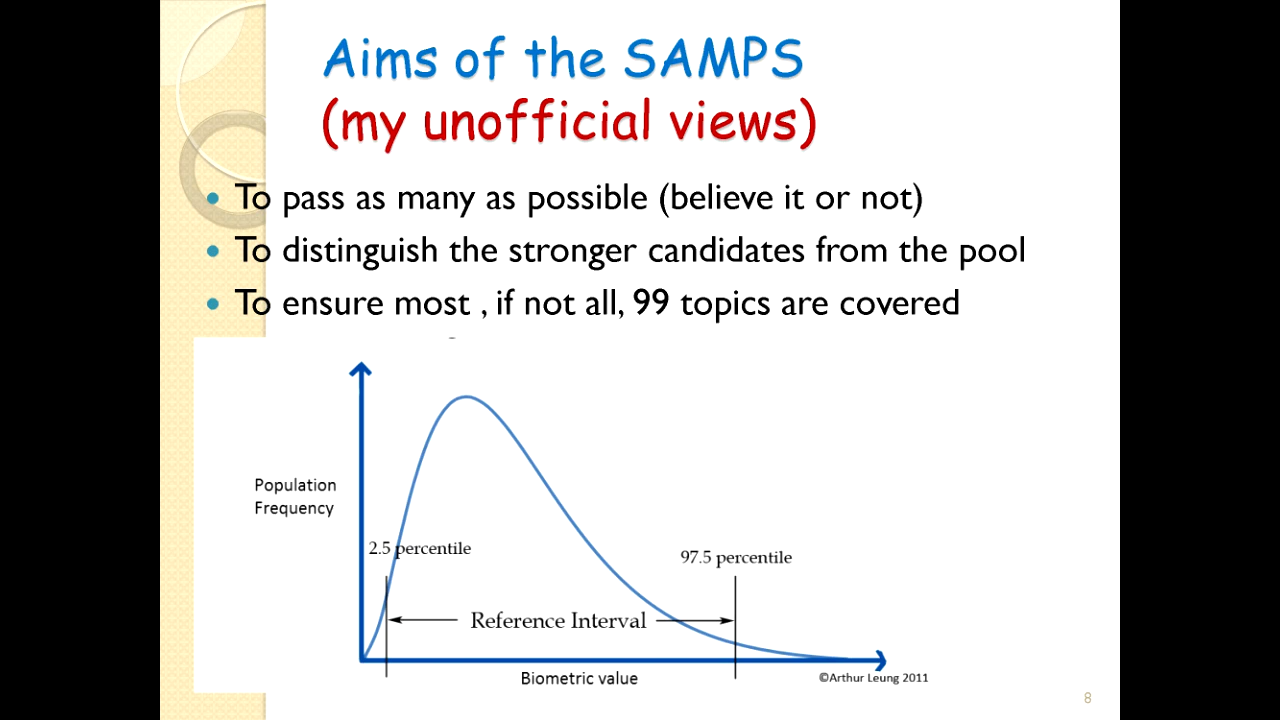 Aims of the SAMPS
(my unofficial views)
To pass as many as possible (believe it or not)
To distinguish the stronger candidates from the pool
To ensure most , if not all, 99 topics are covered
Population
Frequency
2.5 percentile
97.5 percentile
Reference Interval
Biometric value
©Arthur Leung 2011
8